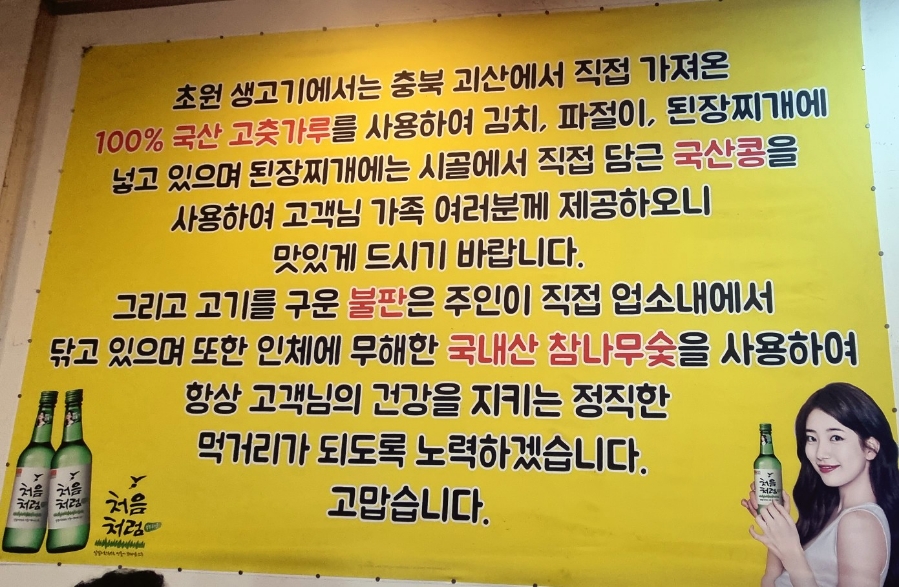 초원 생고기에서는 충북 괴산에서 직접 가져온
100% 국산 고춧가루를 사용하여 김치, 파절이, 된장찌개에
넣고 있으며 된장찌개에는 시골에서 직접 담근 국산콩을
사용하여 고객님 가족 여러분께 제공하오니
맛있게 드시기 바랍니다.
그리고 고기를 구운 불판은 주인이 직접 업소내에서
닦고 있으며 또한 인체에 무해한 국내산 참나무숯을 사용하여
항상 고객님의 건강을 지키는 정직한
먹거리가 되도록 노력하겠습니다.
고맙습니다.
처음
처럼
처음
처럼
처음
처럼
처음
처럼